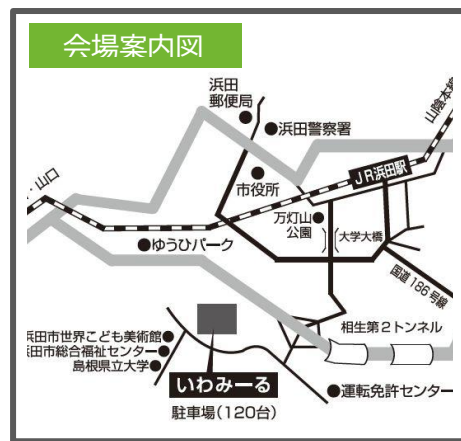 会場案内図
浜田
郵便局
浜田警察署
山陰本線
JR浜田駅
市役所
山口
万灯山
公園
大学大橋
ゆうひパーク
国道186号線
浜田市世界こども美術館
浜田市総合福祉センター
島根県立大学
相生第2トンネル
いわみーる
駐車場(120台)
運転免許センター